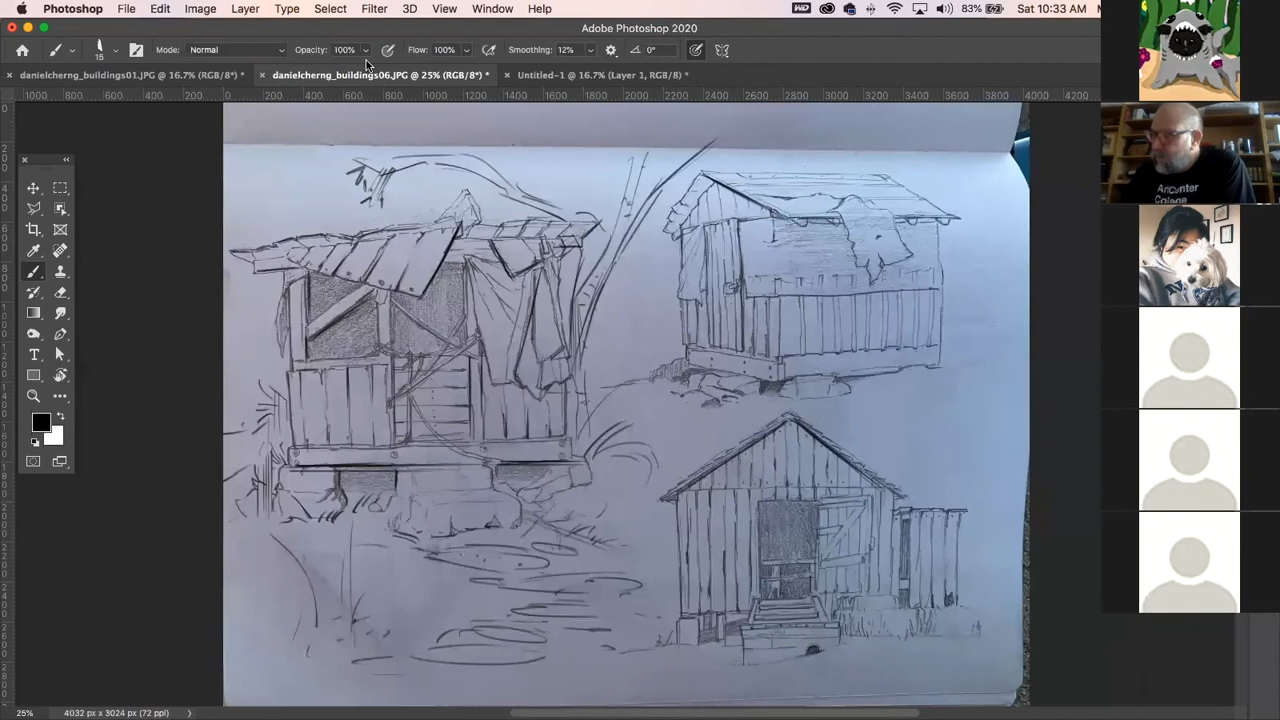 Photoshop File Edit Image Layer Type Select Filter 3D View Window Help 83% Sat 10:33 AM
Adobe Photoshop 2020
15 Mode: Normal Opacity: 100% Flow: 100% Smoothing: 12% 0°
danielcherng_buildings01.JPG @ 16.7% (RGB/8*) * danielcherng_buildings06.JPG @ 25% (RGB/8*) * Untitled-1 @ 16.7% (Layer 1, RGB/8) *
1000 800 600 400 200 0 200 400 600 800 1000 1200 1400 1600 1800 2000 2200 2400 2600 2800 3000 3200 3400 3600 3800 4000 4200
ArtCenter
College
25% 4032 px x 3024 px (72 ppi)